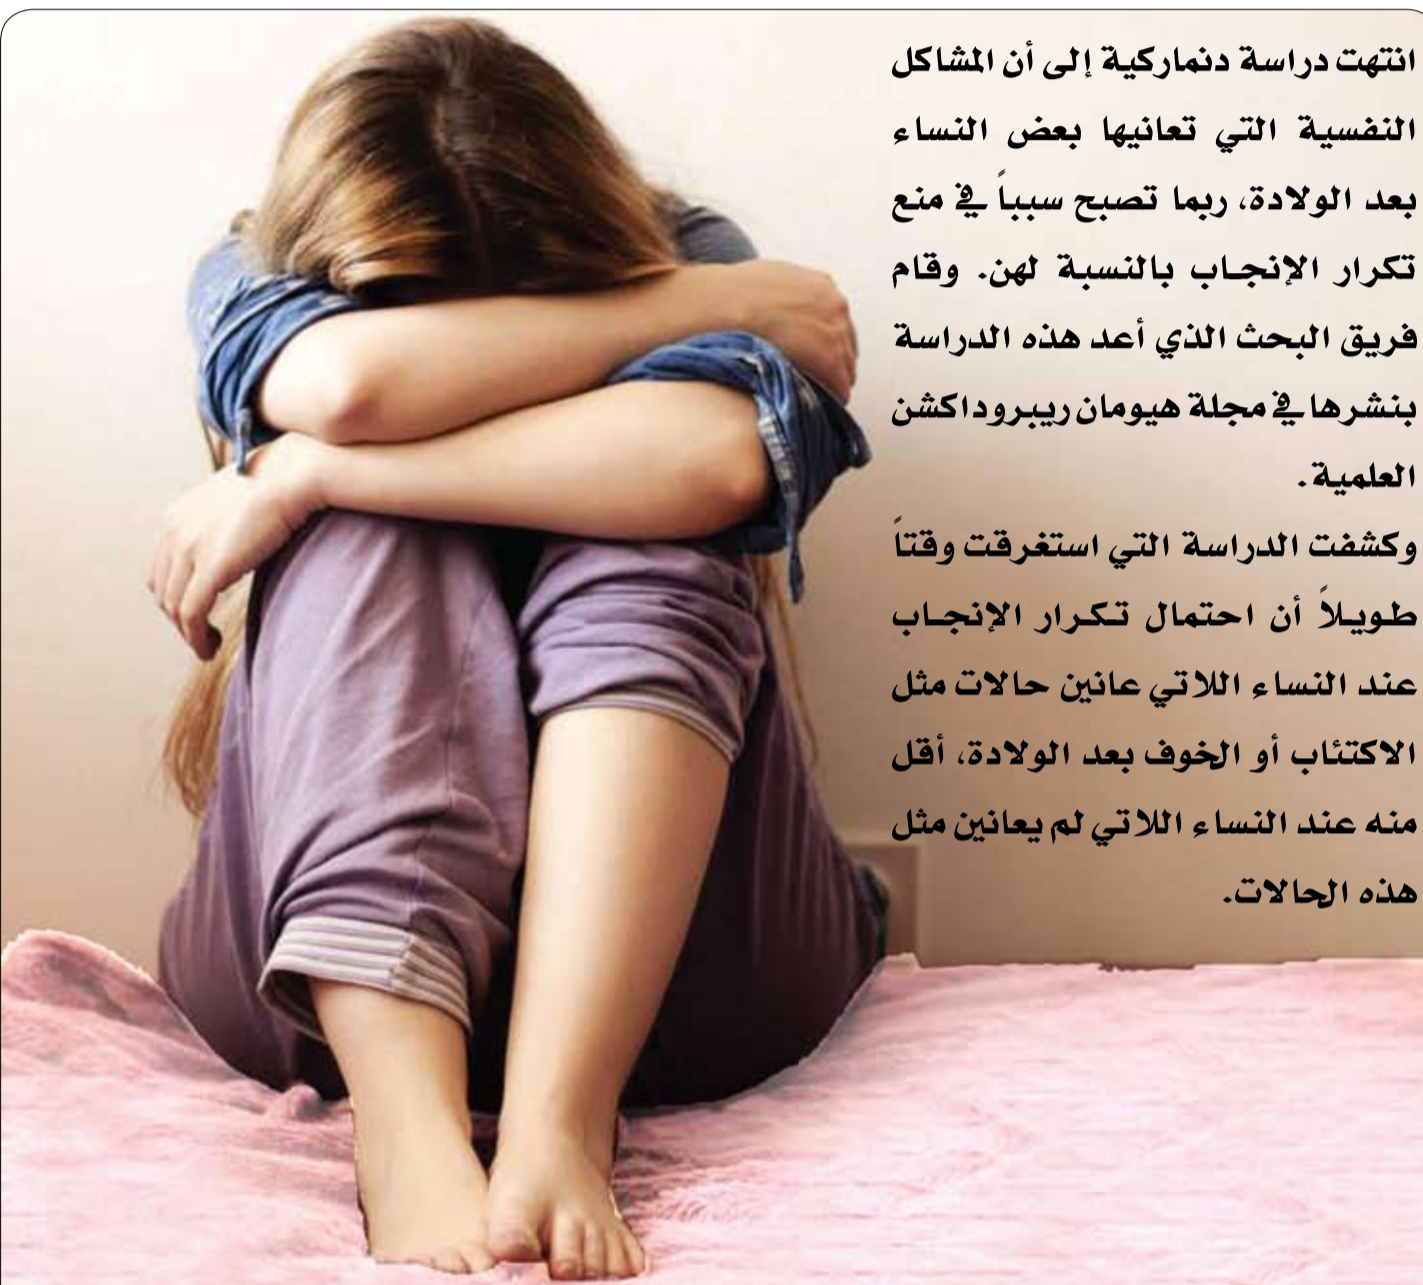 انتهت دراسة دنماركية إلى أن المشاكل
النفسية التي تعانيها بعض النساء
بعد الولادة، ربما تصبح سبباً في منع
تكرار الإنجاب بالنسبة لهن. وقام
فريق البحث الذي أعد هذه الدراسة
بنشرها في مجلة هيومان ريبروداكشن
العلمية.
وكشفت الدراسة التي استغرقت وقتاً
طويلاً أن احتمال تكرار الإنجاب
عند النساء اللاتي عانين حالات مثل
الاكتئاب أو الخوف بعد الولادة، أقل
منه عند النساء اللاتي لم يعانين مثل
هذه الحالات.